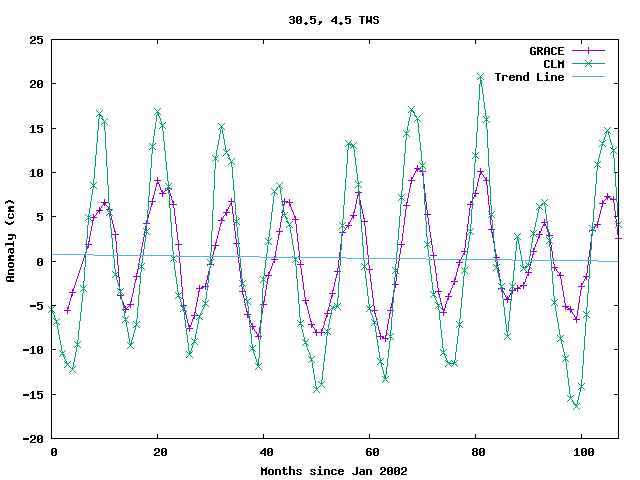 30.5, 4.5 TWS
GRACE
CLM
Trend Line
25
20
15
10
5
0
-5
-10
-15
-20
Anomaly (cm)
0 20 40 60 80 100
Months since Jan 2002